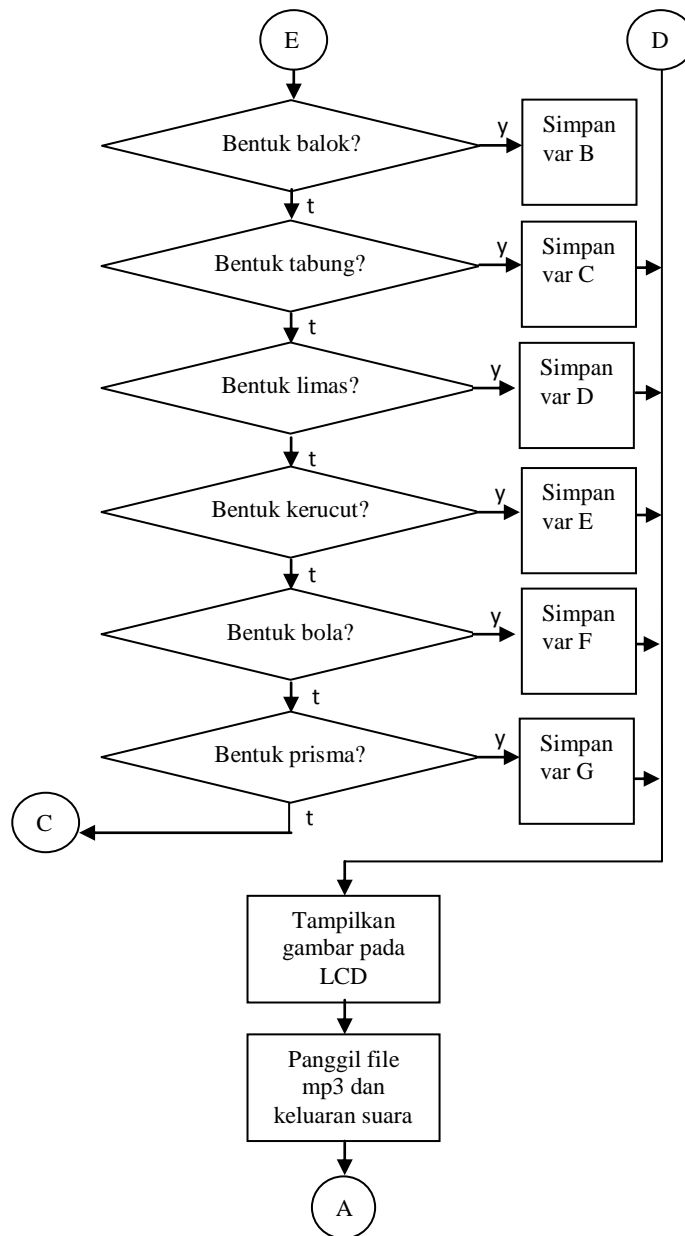 E
D
Bentuk balok?
y
Simpan
var B
t
Bentuk tabung?
y
Simpan
var C
t
Bentuk limas?
y
Simpan
var D
t
Bentuk kerucut?
y
Simpan
var E
t
Bentuk bola?
y
Simpan
var F
t
Bentuk prisma?
y
Simpan
var G
t
C
Tampilkan
gambar pada
LCD
Panggil file
mp3 dan
keluaran suara
A